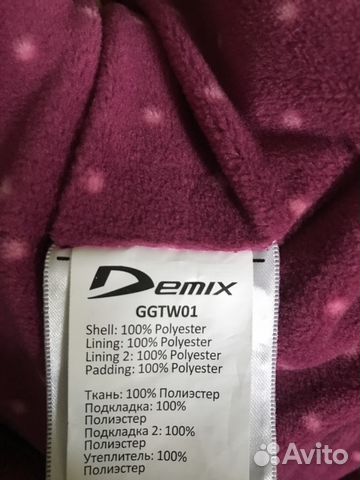 Demix
GGTW01
Shell: 100% Polyester
Lining: 100% Polyester
Lining 2: 100% Polyester
Padding: 100% Polyester
Ткань: 100% Полиэстер
Подкладка: 100%
Полиэстер
Подкладка 2: 100%
Полиэстер
Утеплитель: 100%
Полиэстер
Avito